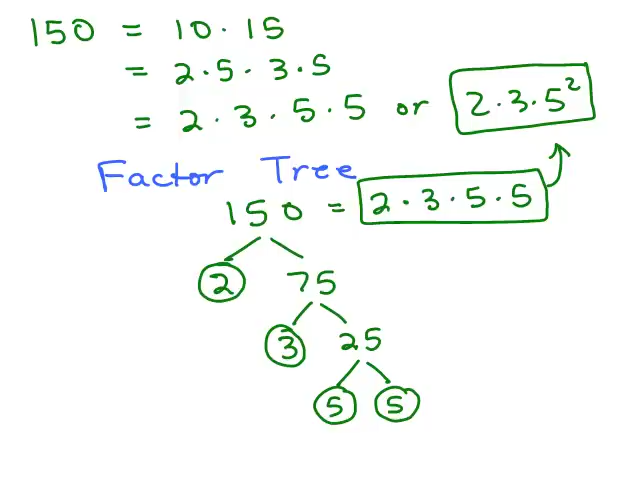 150 = 10 · 15
= 2 · 5 · 3 · 5
= 2 · 3 · 5 · 5 or 2 · 3 · 5²
Factor Tree
150 = 2 · 3 · 5 · 5
2 75
3 25
5 5